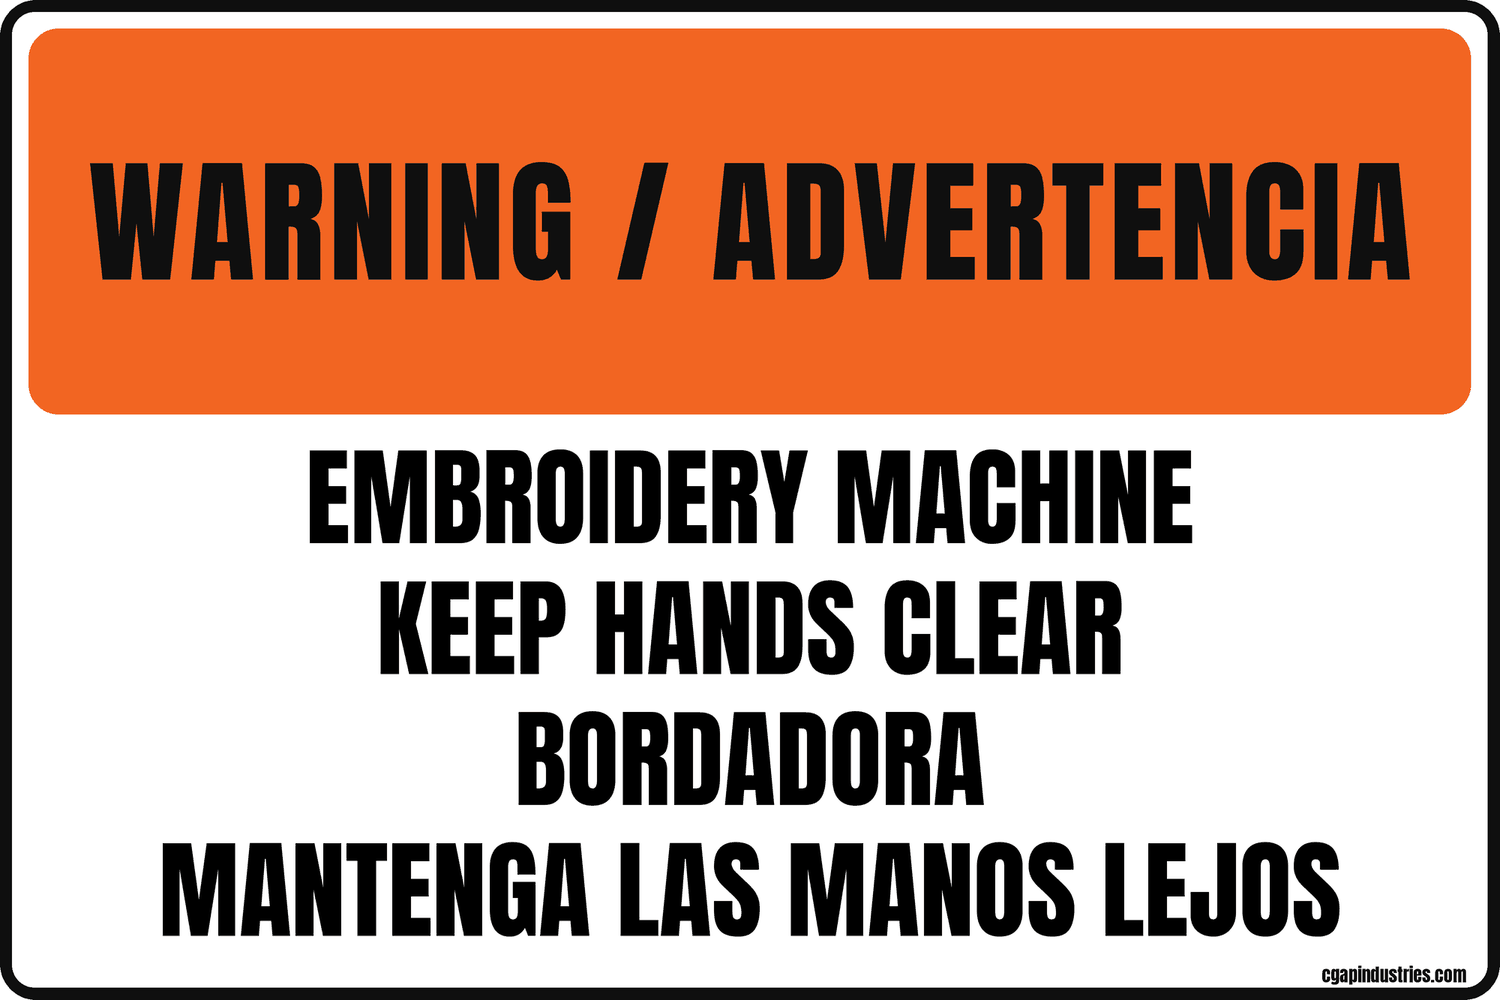 WARNING / ADVERTENCIA
EMBROIDERY MACHINE
KEEP HANDS CLEAR
BORDADORA
MANTENGA LAS MANOS LEJOS
cgapindustries.com